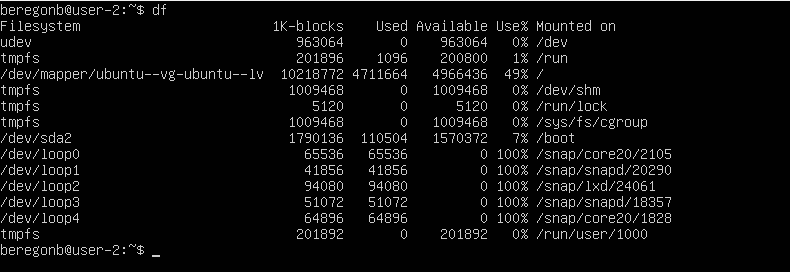 beregonb@user-2:~$ df
Filesystem                        1K-blocks    Used Available Use% Mounted on
udev                                 963064       0    963064   0% /dev
tmpfs                                201896    1096    200800   1% /run
/dev/mapper/ubuntu--vg-ubuntu--lv  10218772 4711664   4966436  49% /
tmpfs                               1009468       0   1009468   0% /dev/shm
tmpfs                                  5120       0      5120   0% /run/lock
tmpfs                               1009468       0   1009468   0% /sys/fs/cgroup
/dev/sda2                           1790136  110504   1570372   7% /boot
/dev/loop0                            65536   65536         0 100% /snap/core20/2105
/dev/loop1                            41856   41856         0 100% /snap/snapd/20290
/dev/loop2                            94080   94080         0 100% /snap/lxd/24061
/dev/loop3                            51072   51072         0 100% /snap/snapd/18357
/dev/loop4                            64896   64896         0 100% /snap/core20/1828
tmpfs                                201892       0    201892   0% /run/user/1000
beregonb@user-2:~$ _